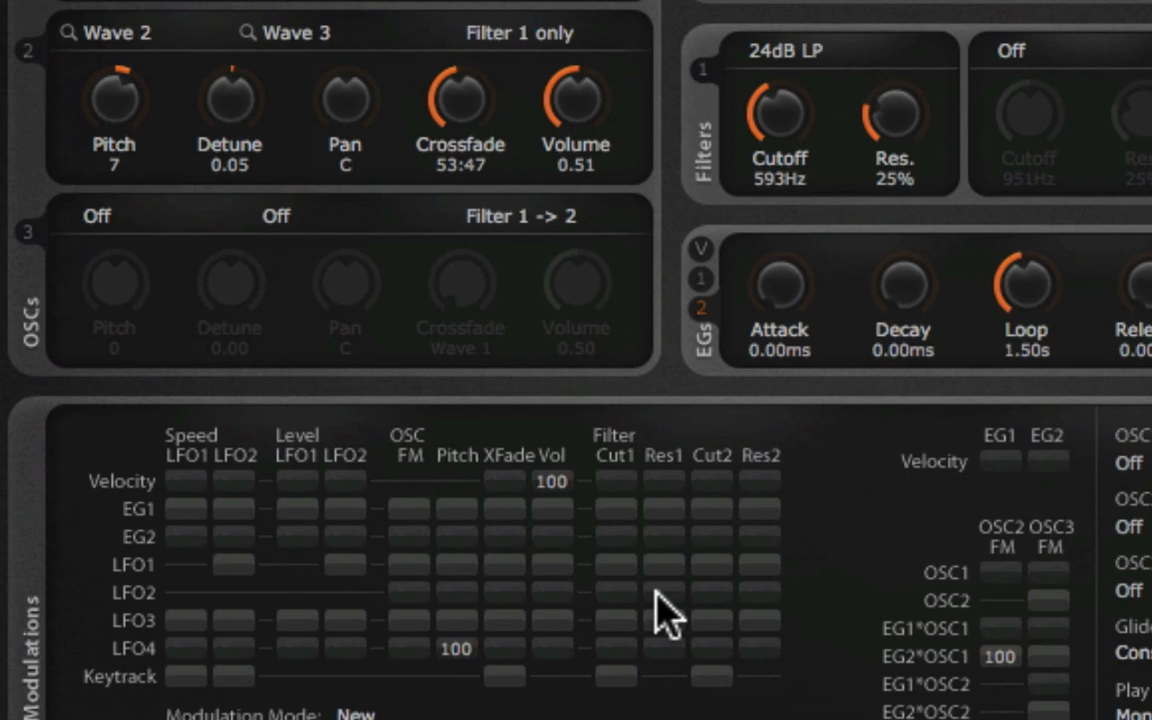 2
Wave 2 Wave 3 Filter 1 only
Pitch Detune Pan Crossfade Volume
7 0.05 C 53:47 0.51
3
Off Off Filter 1 -> 2
Pitch Detune Pan Crossfade Volume
0 0.00 C Wave 1 0.50
OSCs
1
24dB LP Off
Cutoff Res. Cutoff Res
593Hz 25% 951Hz 25%
Filters
V
1
2
Attack Decay Loop Rele
0.00ms 0.00ms 1.50s 0.00
EGs
Speed Level OSC Filter
LFO1 LFO2 LFO1 LFO2 FM Pitch XFade Vol Cut1 Res1 Cut2 Res2
Velocity 100
EG1
EG2
LFO1
LFO2
LFO3
LFO4 100
Keytrack
Modulation Mode: New
Modulations
EG1 EG2
Velocity
OSC2 OSC3
FM FM
OSC1
OSC2
EG1*OSC1
EG2*OSC1 100
EG1*OSC2
EG2*OSC2
OSC
Off
OSC
Off
OSC
Off
Glid
Con
Play
Mon